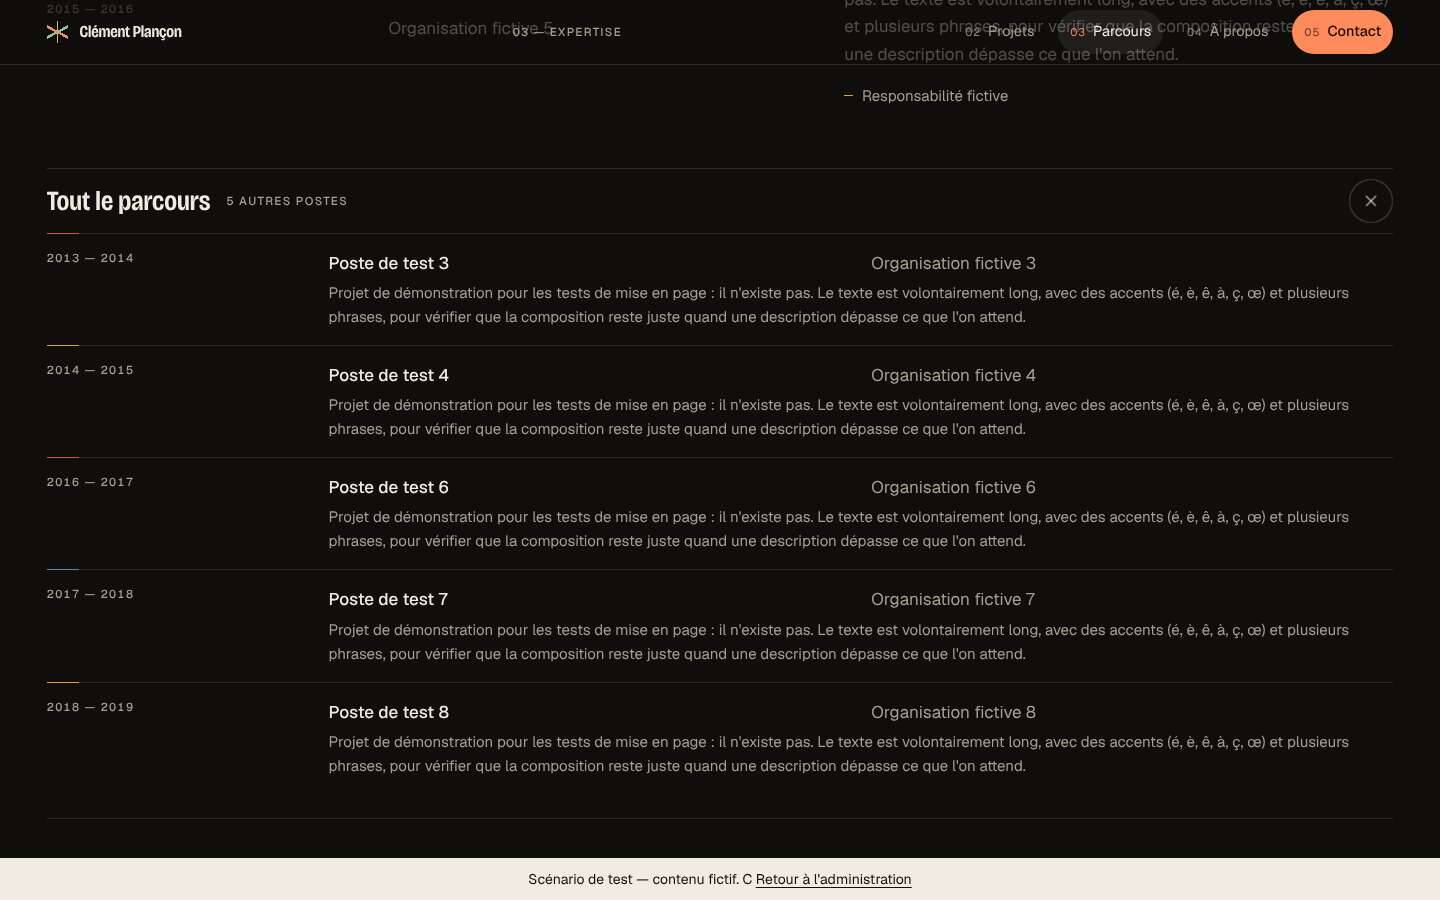 2015 — 2016
pas. Le texte est volontairement long, avec des accents (é, è, ê, à, ç, œ)
Organisation fictive 5
et plusieurs phrases, pour vérifier que la composition reste
une description dépasse ce que l'on attend.
Clément Plançon
03 — EXPERTISE
02 Projets
03 Parcours
04 À propos
05 Contact
— Responsabilité fictive
Tout le parcours
5 AUTRES POSTES
2013 — 2014
Poste de test 3
Organisation fictive 3
Projet de démonstration pour les tests de mise en page : il n'existe pas. Le texte est volontairement long, avec des accents (é, è, ê, à, ç, œ) et plusieurs
phrases, pour vérifier que la composition reste juste quand une description dépasse ce que l'on attend.
2014 — 2015
Poste de test 4
Organisation fictive 4
Projet de démonstration pour les tests de mise en page : il n'existe pas. Le texte est volontairement long, avec des accents (é, è, ê, à, ç, œ) et plusieurs
phrases, pour vérifier que la composition reste juste quand une description dépasse ce que l'on attend.
2016 — 2017
Poste de test 6
Organisation fictive 6
Projet de démonstration pour les tests de mise en page : il n'existe pas. Le texte est volontairement long, avec des accents (é, è, ê, à, ç, œ) et plusieurs
phrases, pour vérifier que la composition reste juste quand une description dépasse ce que l'on attend.
2017 — 2018
Poste de test 7
Organisation fictive 7
Projet de démonstration pour les tests de mise en page : il n'existe pas. Le texte est volontairement long, avec des accents (é, è, ê, à, ç, œ) et plusieurs
phrases, pour vérifier que la composition reste juste quand une description dépasse ce que l'on attend.
2018 — 2019
Poste de test 8
Organisation fictive 8
Projet de démonstration pour les tests de mise en page : il n'existe pas. Le texte est volontairement long, avec des accents (é, è, ê, à, ç, œ) et plusieurs
phrases, pour vérifier que la composition reste juste quand une description dépasse ce que l'on attend.
Scénario de test — contenu fictif. C Retour à l'administration